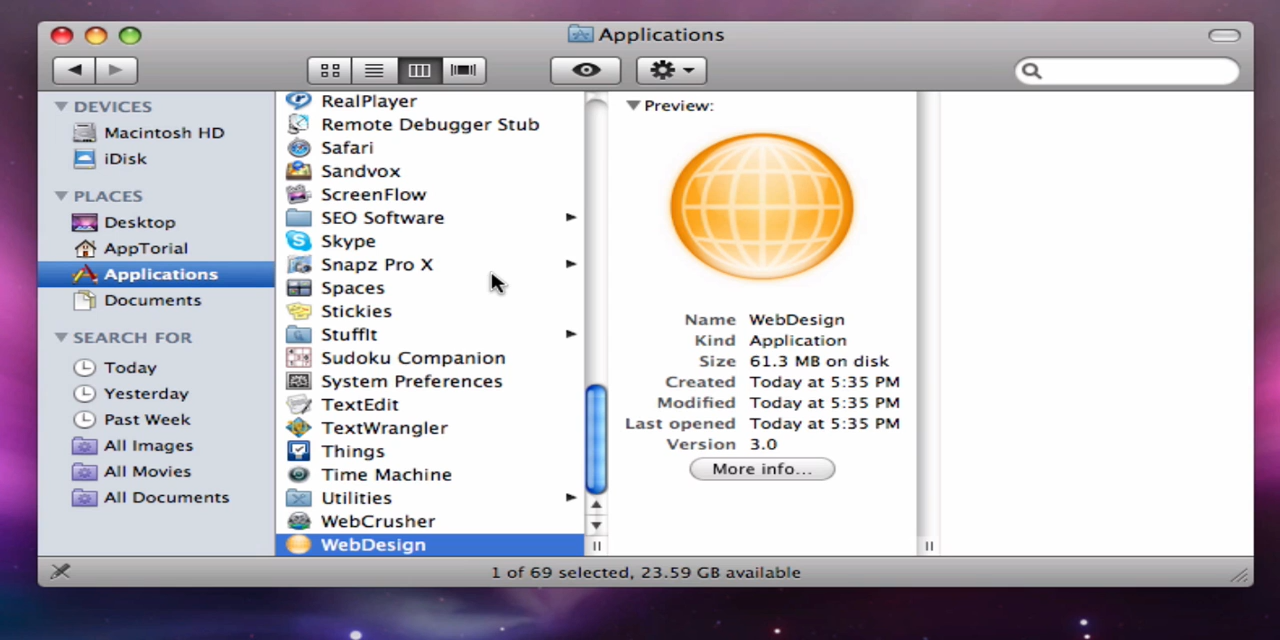 Applications
DEVICES
Macintosh HD
iDisk
PLACES
Desktop
AppTorial
Applications
Documents
SEARCH FOR
Today
Yesterday
Past Week
All Images
All Movies
All Documents
RealPlayer
Remote Debugger Stub
Safari
Sandvox
ScreenFlow
SEO Software
Skype
Snapz Pro X
Spaces
Stickies
StuffIt
Sudoku Companion
System Preferences
TextEdit
TextWrangler
Things
Time Machine
Utilities
WebCrusher
WebDesign
Preview:
Name WebDesign
Kind Application
Size 61.3 MB on disk
Created Today at 5:35 PM
Modified Today at 5:35 PM
Last opened Today at 5:35 PM
Version 3.0
More info...
1 of 69 selected, 23.59 GB available